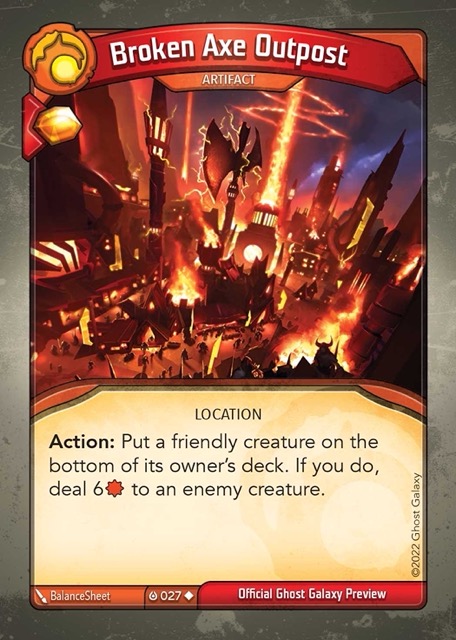 Broken Axe Outpost
ARTIFACT
LOCATION
Action: Put a friendly creature on the
bottom of its owner's deck. If you do,
deal 6 to an enemy creature.
©2022 Ghost Galaxy
BalanceSheet
027
Official Ghost Galaxy Preview